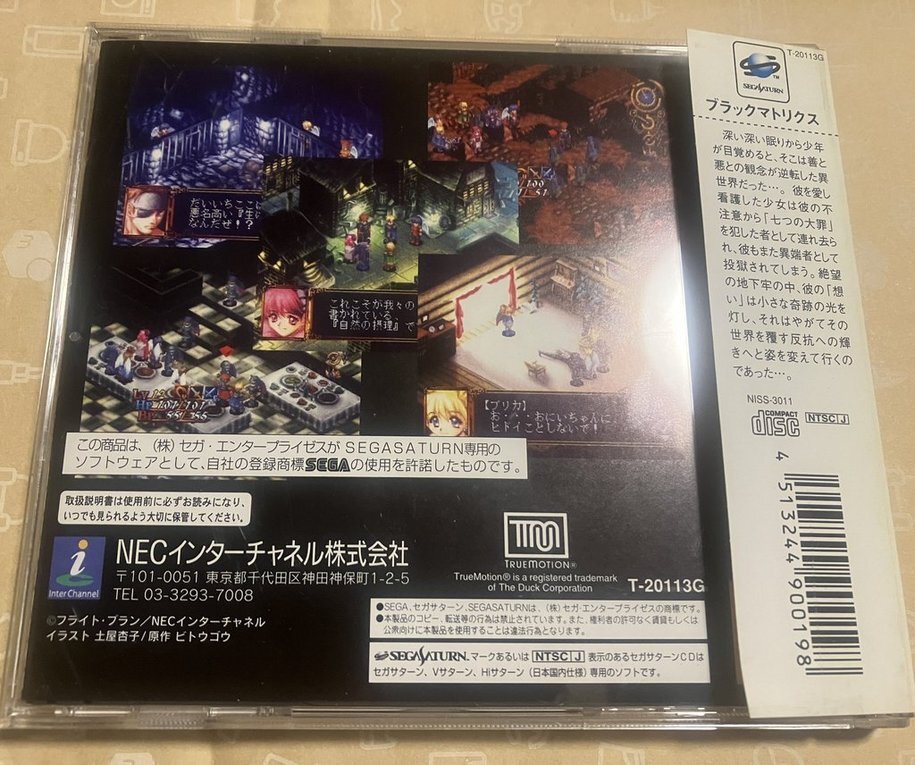 だいいちここに
悪名高い『生
なんだぜ！？
これこそが我々の
書かれている、
『自然の摂理』で
【プリカ】
お・・おにいちゃんに
ヒドイことしないで！
この商品は、(株)セガ・エンタープライゼスがSEGASATURN専用の
ソフトウェアとして、自社の登録商標SEGAの使用を許諾したものです。
取扱説明書は使用前に必ずお読みになり、
いつでも見られるよう大切に保管してください。
Inter Channel
NECインターチャネル株式会社
〒101-0051 東京都千代田区神田神保町1-2-5
TEL 03-3293-7008
©フライト・プラン／NECインターチャネル
イラスト 土屋杏子/原作 ビトウゴウ
TM
TRUEMOTION®
TrueMotion® is a registered trademark
of The Duck Corporation
T-20113G
●SEGA、セガサターン、SEGASATURNは、(株)セガ・エンタープライゼスの商標です。
●本製品のコピー、転送等の行為は禁止されています。また、権利者の許可なく賃貸もしくは
公衆向けに本製品を使用することは違法行為となります。
SEGASATURN.マークあるいは NTSC J 表示のあるセガサターンCDは
セガサターン、Vサターン、Hiサターン (日本国内仕様) 専用のソフトです。
T-20113G
SEGASATURN
TM
ブラックマトリクス
深い深い眠りから少年
が目覚めると、そこは善と
悪との観念が逆転した異
世界だった…。彼を愛し
看護した少女は彼の不
注意から「七つの大罪」
を犯した者として連れ去ら
れ、彼もまた異端者として
投獄されてしまう。絶望
の地下牢の中、彼の「想
い」は小さな奇跡の光を
灯し、それはやがてその
世界を覆す反抗への輝
きへと姿を変えて行くの
であった…。
NISS-3011
COMPACT disc
NTSC J
4 513244 900198